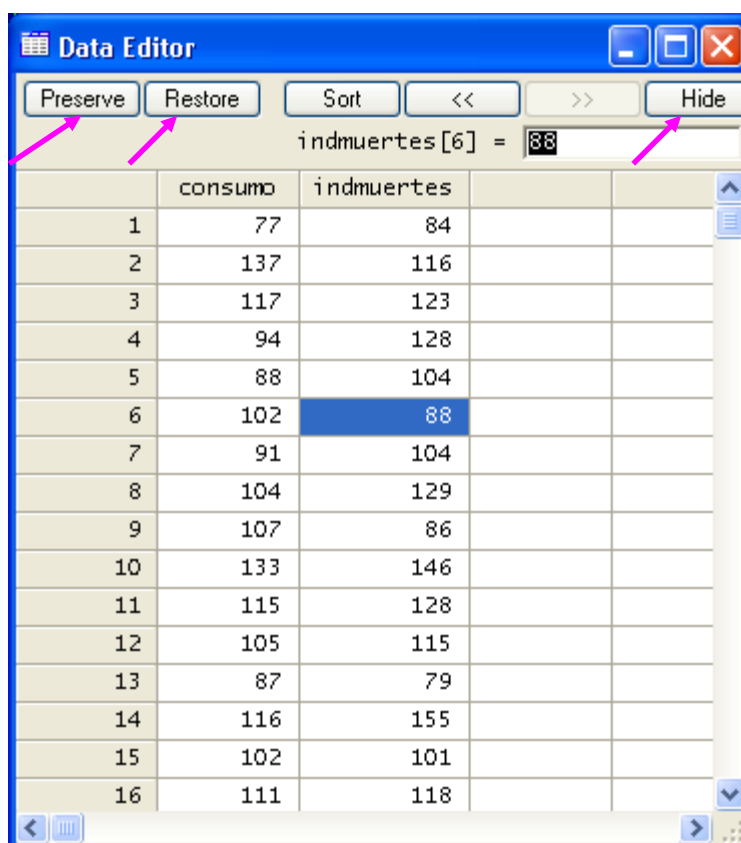 Data Editor
Preserve Restore Sort << >> Hide
indmuertes[6] = 88
consumo indmuertes
1 77 84
2 137 116
3 117 123
4 94 128
5 88 104
6 102 88
7 91 104
8 104 129
9 107 86
10 133 146
11 115 128
12 105 115
13 87 79
14 116 155
15 102 101
16 111 118